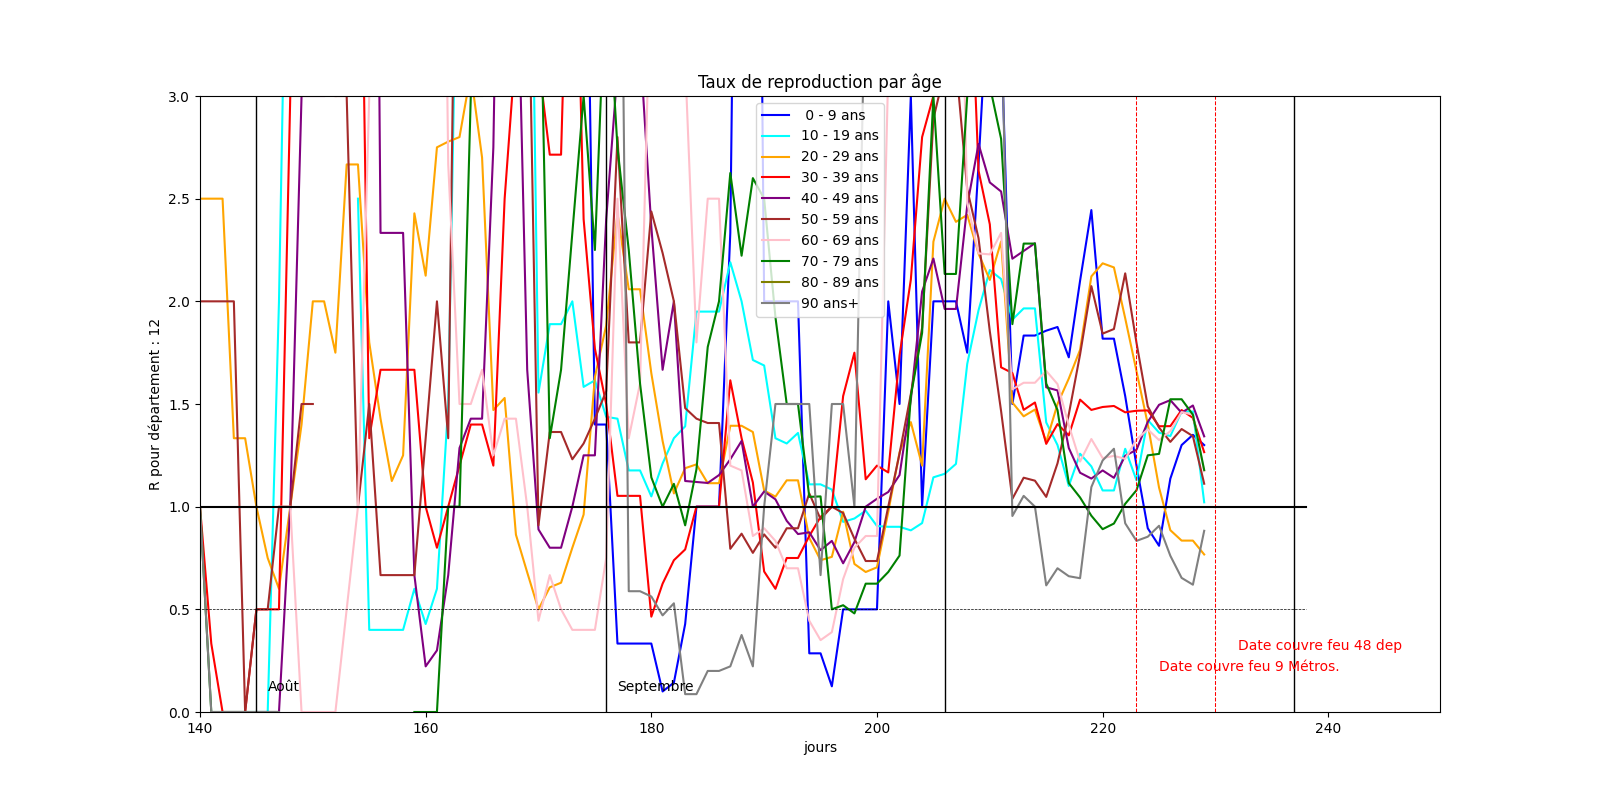 Taux de reproduction par âge
3.0
2.5
2.0
1.5
1.0
0.5
0.0
R pour département : 12
0 - 9 ans
10 - 19 ans
20 - 29 ans
30 - 39 ans
40 - 49 ans
50 - 59 ans
60 - 69 ans
70 - 79 ans
80 - 89 ans
90 ans+
Date couvre feu 48 dep
Date couvre feu 9 Métros.
Août
Septembre
140
160
180
200
220
240
jours